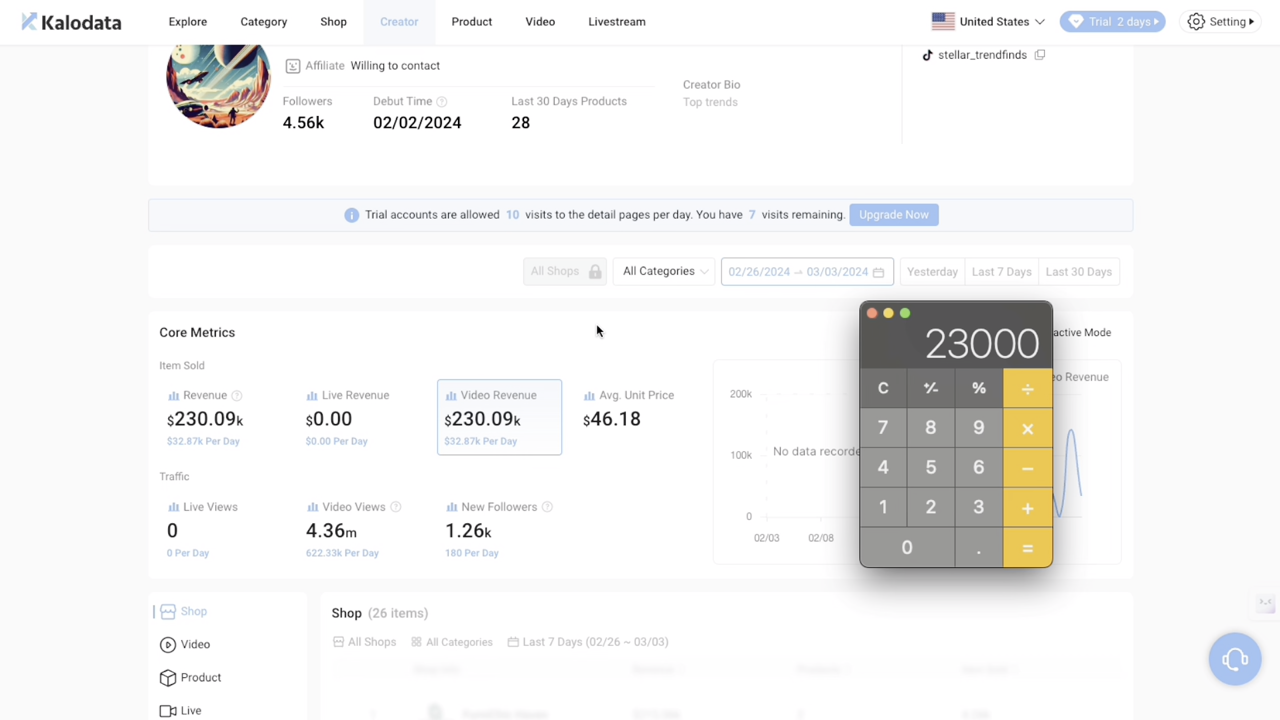 Kalodata
Explore
Category
Shop
Creator
Product
Video
Livestream
United States
Trial 2 days
Setting
Affiliate Willing to contact
stellar_trendfinds
Creator Bio
Top trends
Followers
Debut Time
Last 30 Days Products
4.56k
02/02/2024
28
Trial accounts are allowed 10 visits to the detail pages per day. You have 7 visits remaining.
Upgrade Now
All Shops
All Categories
02/26/2024 → 03/03/2024
Yesterday
Last 7 Days
Last 30 Days
Core Metrics
active Mode
Item Sold
Revenue
$230.09k
$32.87k Per Day
Live Revenue
$0.00
$0.00 Per Day
Video Revenue
$230.09k
$32.87k Per Day
Avg. Unit Price
$46.18
Traffic
Live Views
0
0 Per Day
Video Views
4.36m
622.33k Per Day
New Followers
1.26k
180 Per Day
eo Revenue
200k
100k
0
No data recorde
02/03
02/08
23000
C +/- % ÷
7 8 9 ×
4 5 6 −
1 2 3 +
0 . =
Shop
Video
Product
Live
Shop (26 items)
All Shops
All Categories
Last 7 Days (02/26 ~ 03/03)